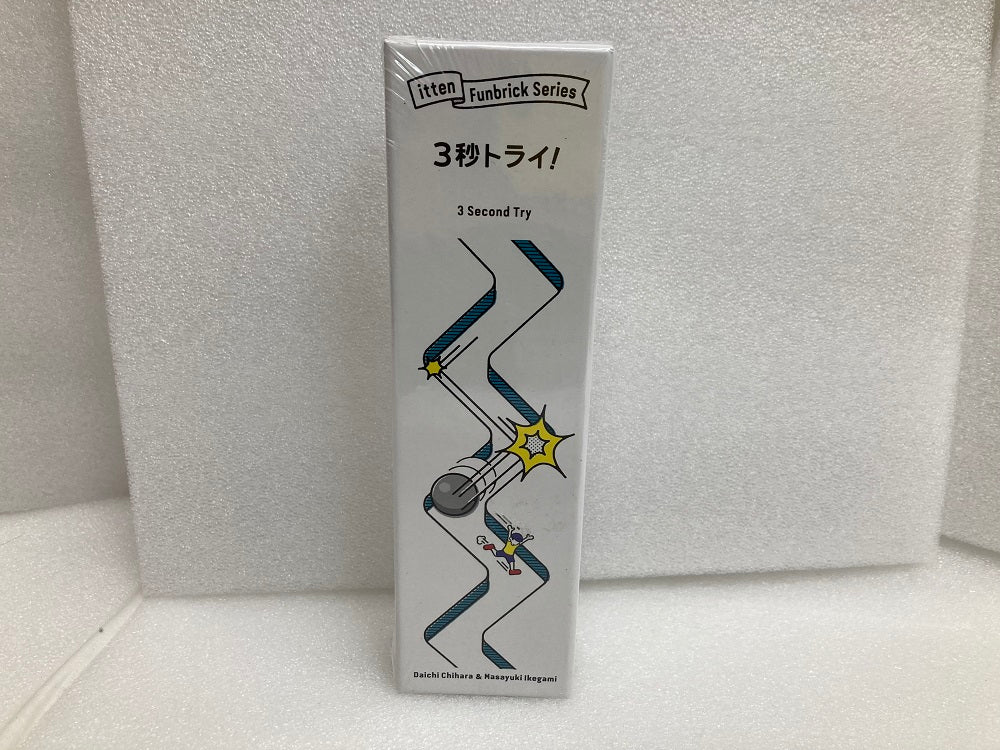 itten Funbrick Series
3秒トライ!
3 Second Try
Daichi Chihara & Masayuki Ikegami